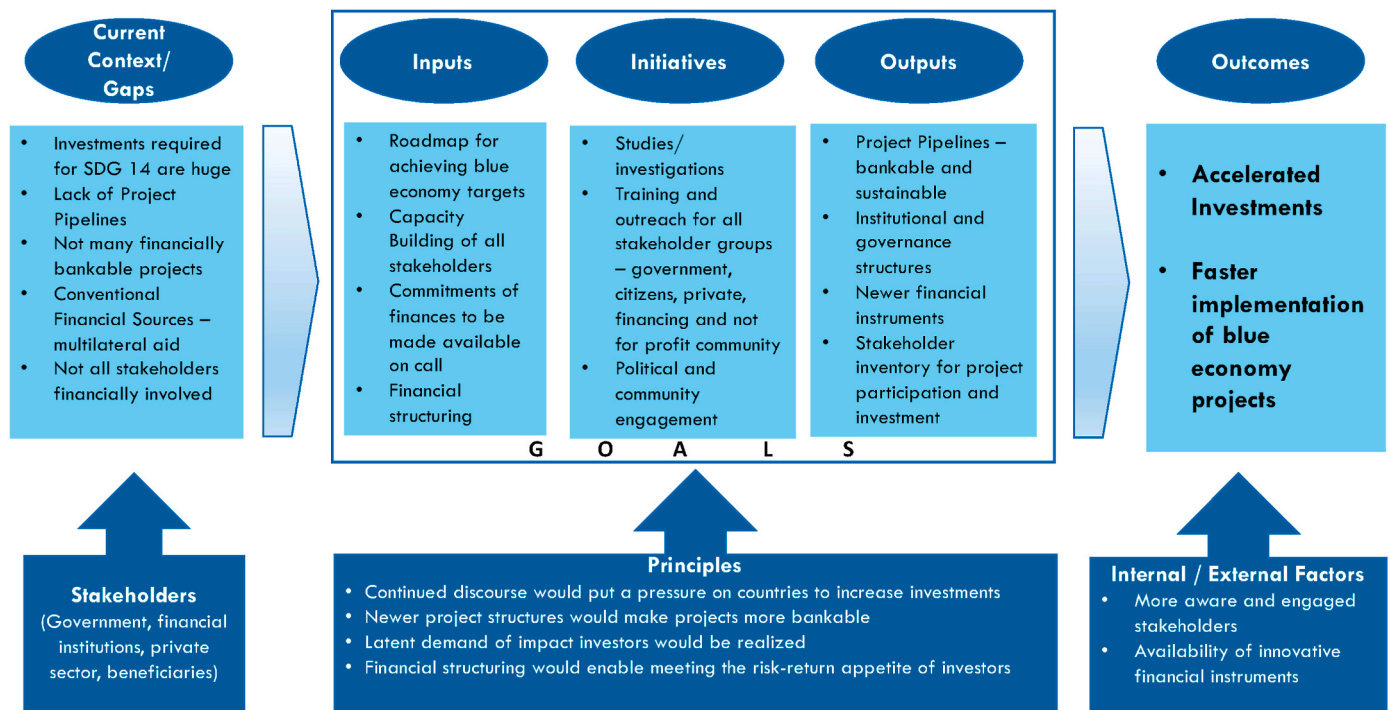 Current
Context/
Gaps
Inputs
Initiatives
Outputs
Outcomes
• Investments required
for SDG 14 are huge
• Lack of Project
Pipelines
• Not many financially
bankable projects
• Conventional
Financial Sources –
multilateral aid
• Not all stakeholders
financially involved
• Roadmap for
achieving blue
economy targets
• Capacity
Building of all
stakeholders
• Commitments of
finances to be
made available
on call
• Financial
structuring
• Studies/
investigations
• Training and
outreach for all
stakeholder groups
– government,
citizens, private,
financing and not
for profit community
• Political and
community
engagement
• Project Pipelines –
bankable and
sustainable
• Institutional and
governance
structures
• Newer financial
instruments
• Stakeholder
inventory for project
participation and
investment
• Accelerated
Investments
• Faster
implementation
of blue
economy
projects
G O A L S
Stakeholders
(Government, financial
institutions, private
sector, beneficiaries)
Principles
• Continued discourse would put a pressure on countries to increase investments
• Newer project structures would make projects more bankable
• Latent demand of impact investors would be realized
• Financial structuring would enable meeting the risk-return appetite of investors
Internal / External Factors
• More aware and engaged
stakeholders
• Availability of innovative
financial instruments